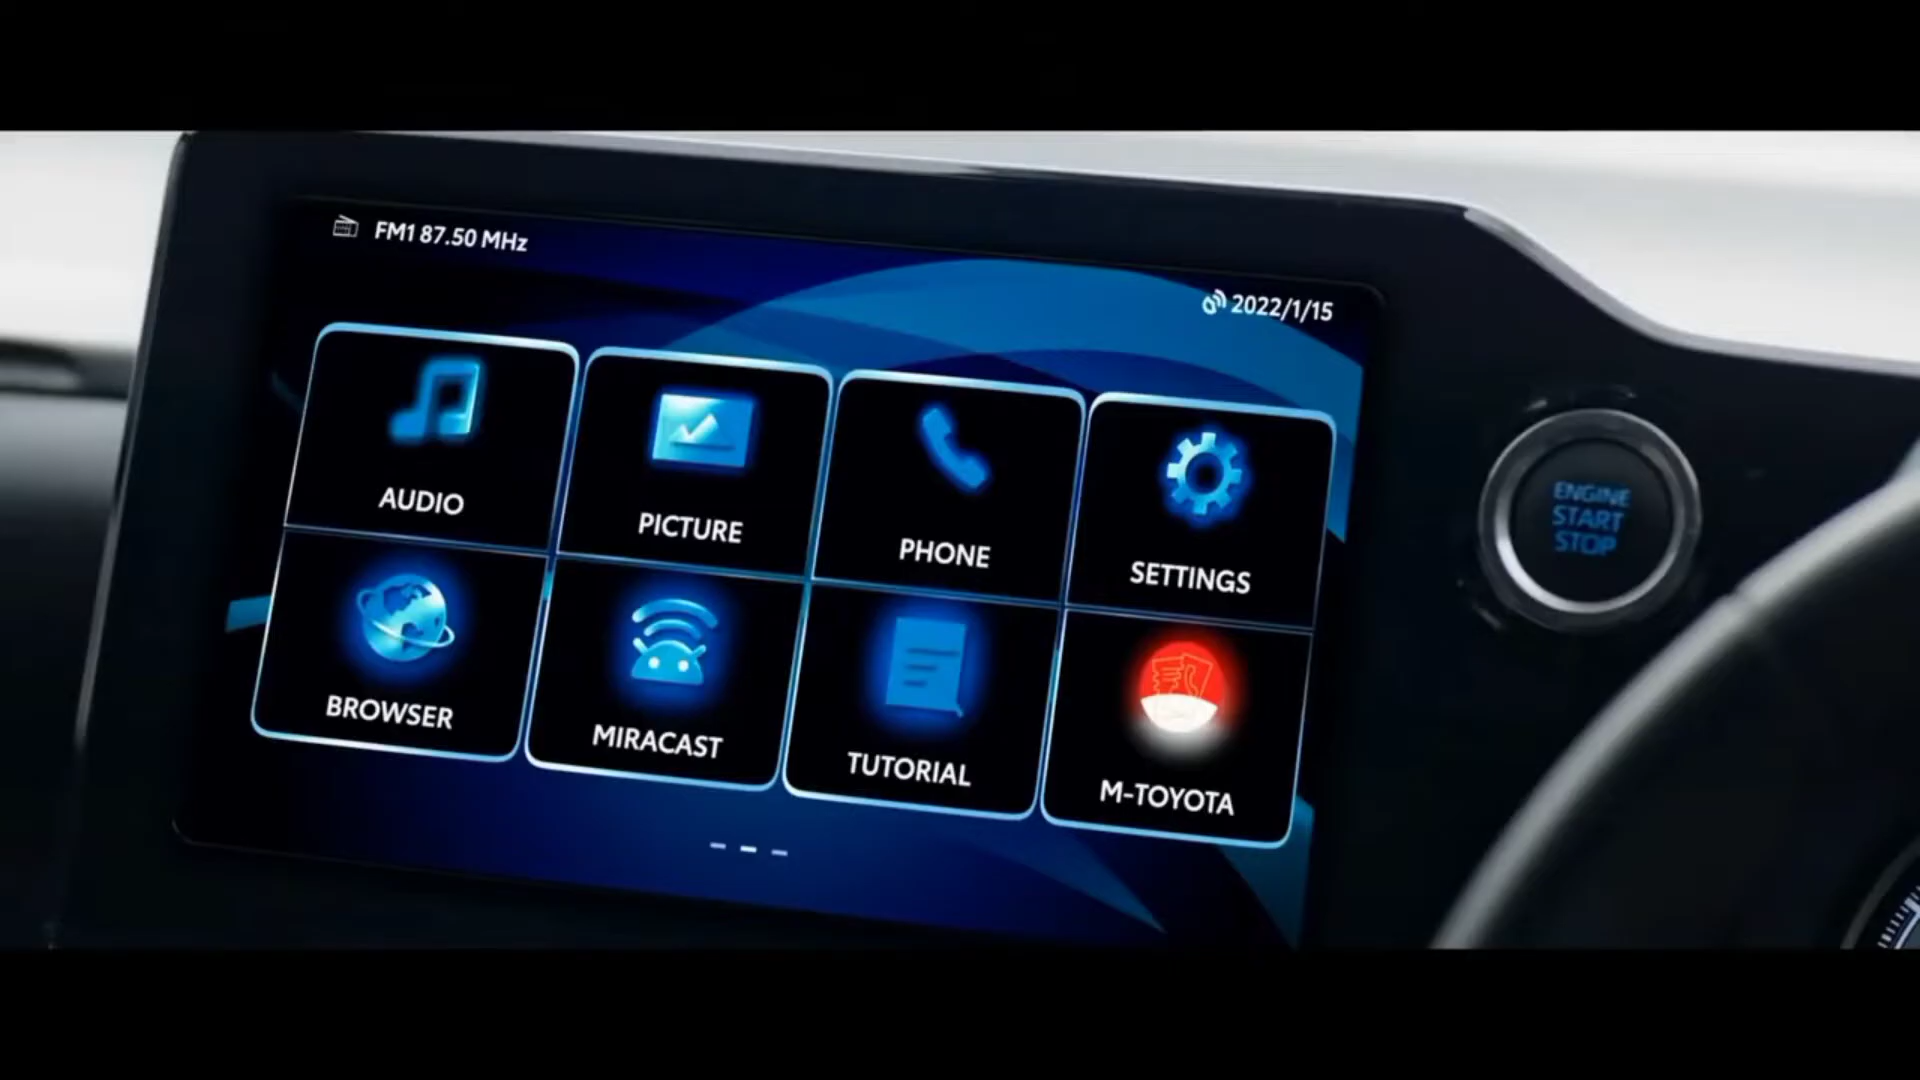 FM1 87.50 MHz
2022/1/15
AUDIO
PICTURE
PHONE
SETTINGS
BROWSER
MIRACAST
TUTORIAL
M-TOYOTA
ENGINE
START
STOP